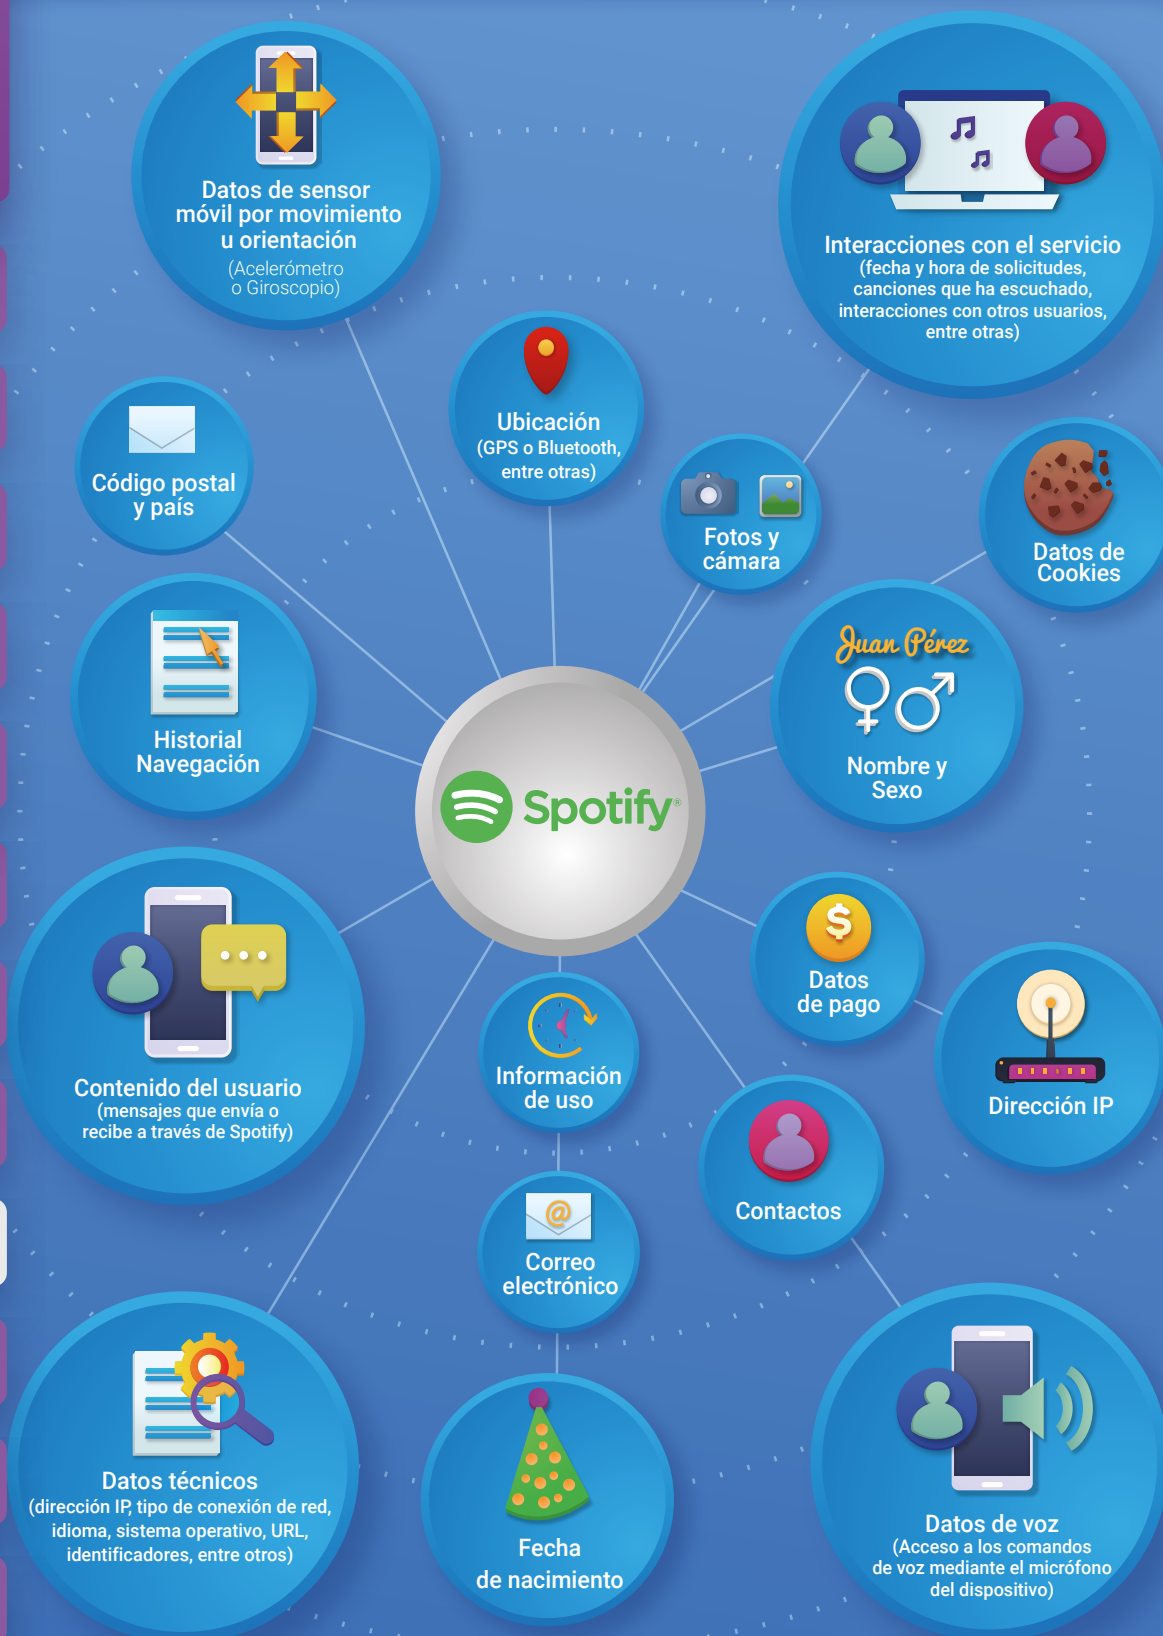 Datos de sensor
móvil por movimiento
u orientación
(Acelerómetro
o Giroscopio)
Interacciones con el servicio
(fecha y hora de solicitudes,
canciones que ha escuchado,
interacciones con otros usuarios,
entre otras)
Ubicación
(GPS o Bluetooth,
entre otras)
Código postal
y país
Fotos y
cámara
Datos de
Cookies
Historial
Navegación
Juan Pérez
Nombre y
Sexo
Spotify®
Contenido del usuario
(mensajes que envía o
recibe a través de Spotify)
Información
de uso
$
Datos
de pago
Dirección IP
Contactos
@
Correo
electrónico
Datos técnicos
(dirección IP, tipo de conexión de red,
idioma, sistema operativo, URL,
identificadores, entre otros)
Fecha
de nacimiento
Datos de voz
(Acceso a los comandos
de voz mediante el micrófono
del dispositivo)